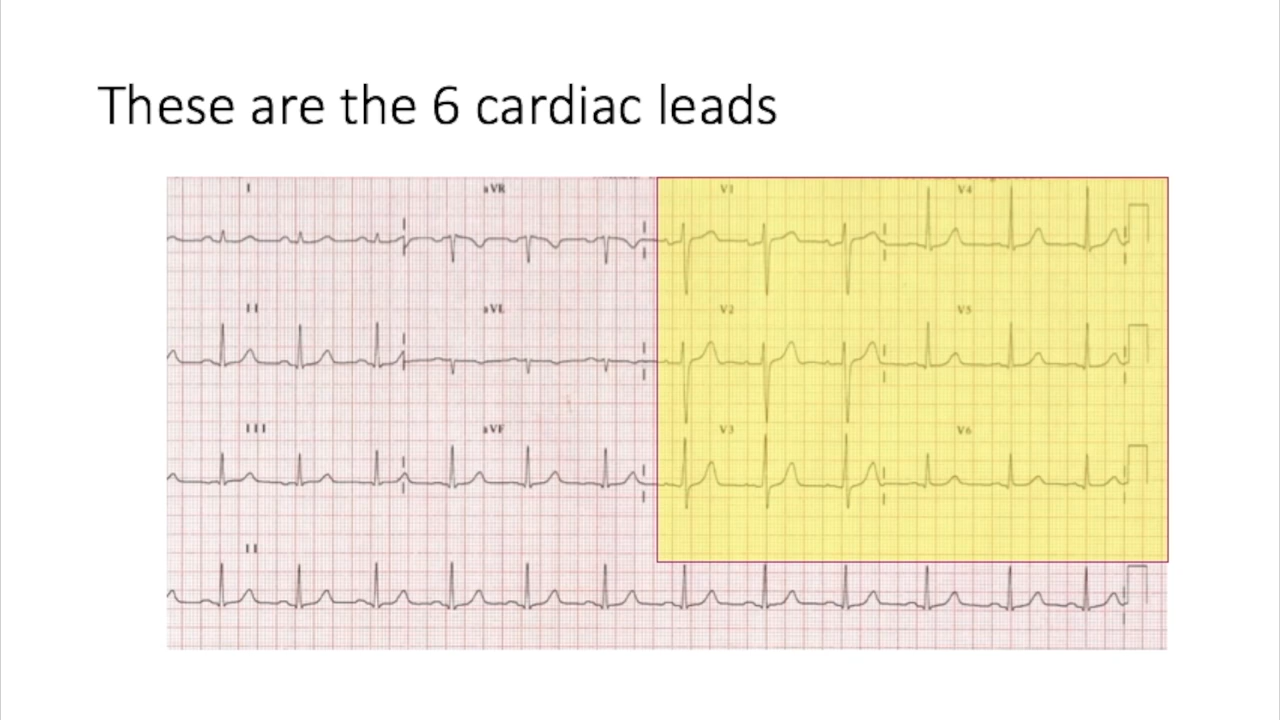 These are the 6 cardiac leads
I aVR V1 V4
II aVL V2 V5
III aVF V3 V6
II